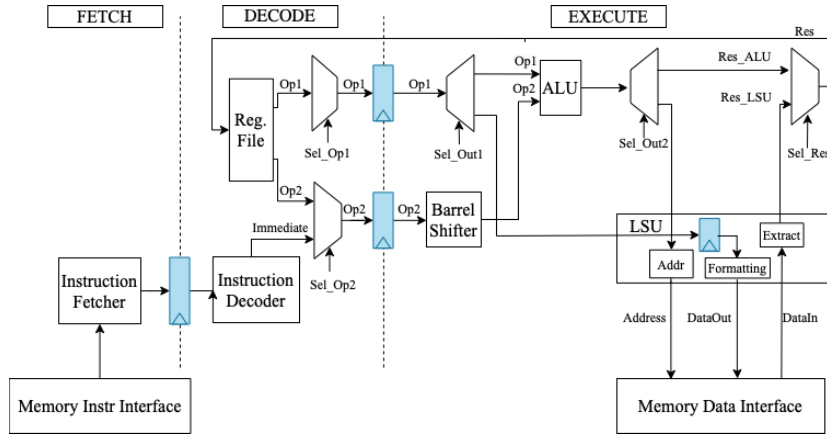 FETCH
DECODE
EXECUTE
Res
Op1
Op1
Op1
Op1
Op2
Res_ALU
Res_LSU
Reg.
File
ALU
Sel_Op1
Sel_Out1
Sel_Out2
Sel_Res
Op2
Op2
Op2
Immediate
Barrel
Shifter
LSU
Extract
Instruction
Fetcher
Instruction
Decoder
Sel_Op2
Addr
Formatting
Address
DataOut
DataIn
Memory Instr Interface
Memory Data Interface